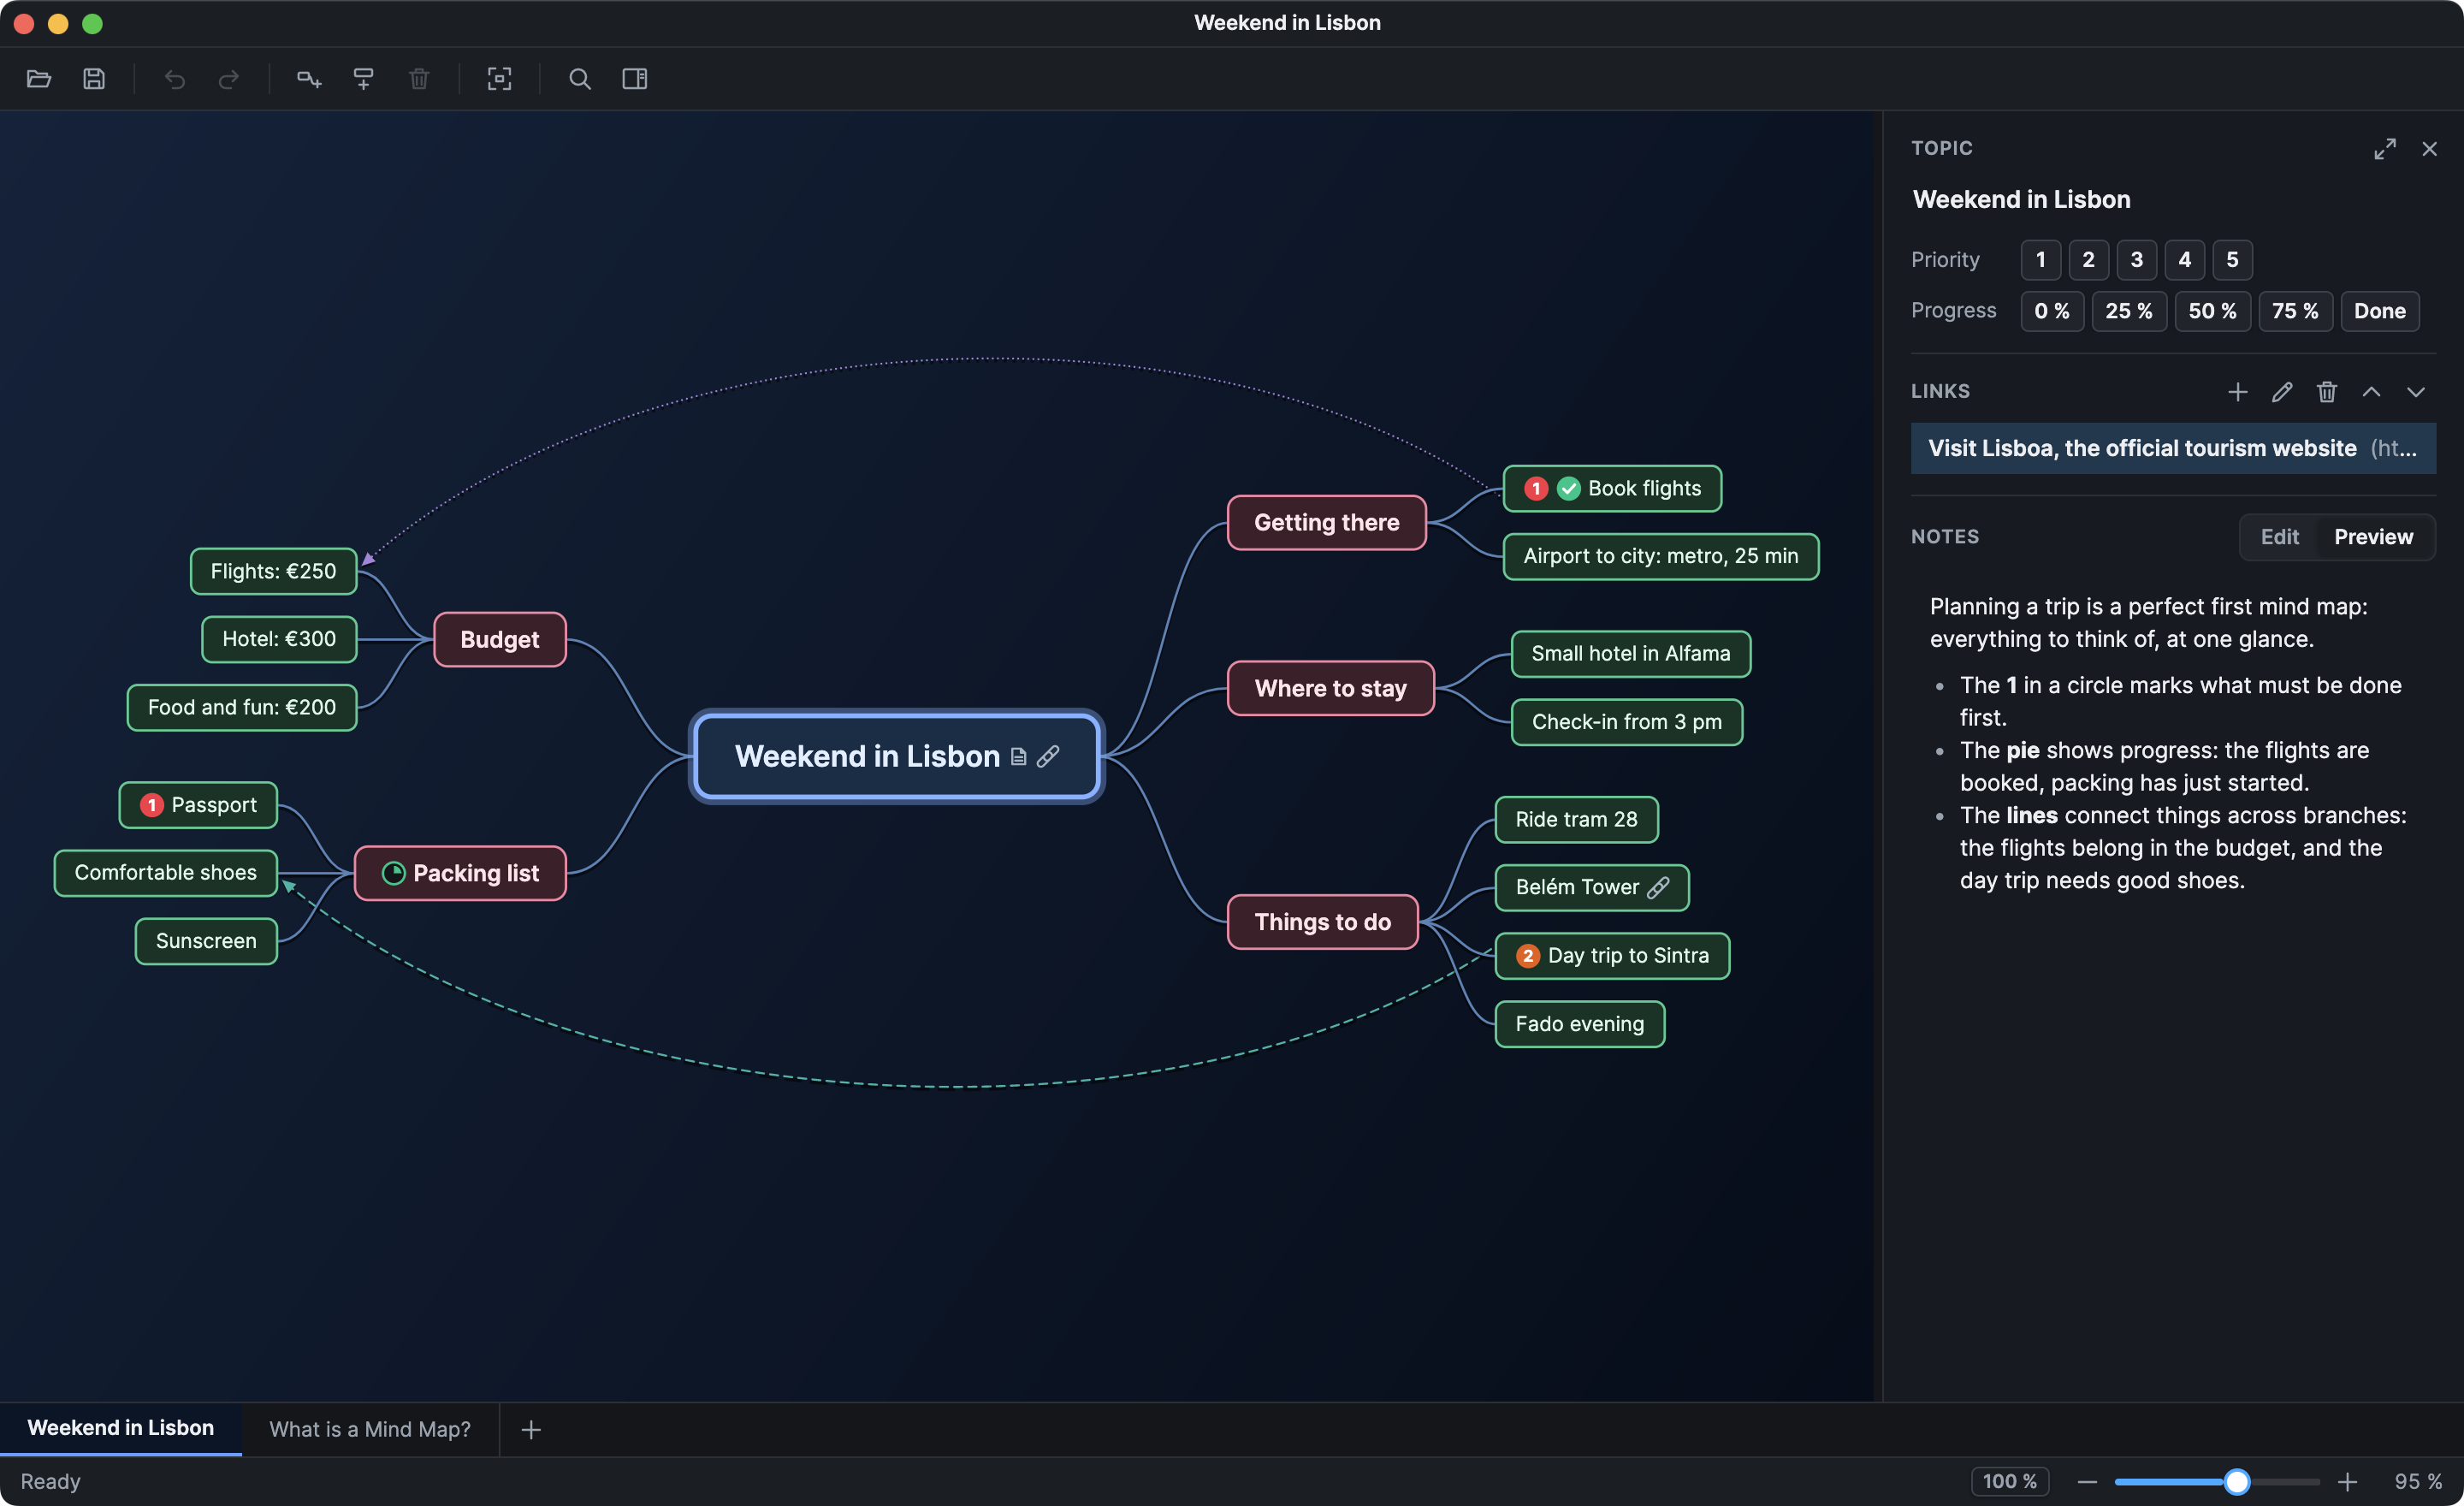 Weekend in Lisbon
Flights: €250
Hotel: €300
Food and fun: €200
Budget
1 Passport
Comfortable shoes
Sunscreen
Packing list
Weekend in Lisbon
Getting there
1 Book flights
Airport to city: metro, 25 min
Where to stay
Small hotel in Alfama
Check-in from 3 pm
Things to do
Ride tram 28
Belém Tower
2 Day trip to Sintra
Fado evening
TOPIC
Weekend in Lisbon
Priority 1 2 3 4 5
Progress 0 % 25 % 50 % 75 % Done
LINKS
Visit Lisboa, the official tourism website (ht...
NOTES Edit Preview
Planning a trip is a perfect first mind map:
everything to think of, at one glance.
• The 1 in a circle marks what must be done
first.
• The pie shows progress: the flights are
booked, packing has just started.
• The lines connect things across branches:
the flights belong in the budget, and the
day trip needs good shoes.
Weekend in Lisbon What is a Mind Map?
Ready 100 % 95 %